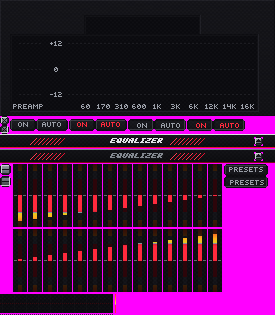 +12
0
-12
PREAMP 60 170 310 600 1K 3K 6K 12K 14K 16K
ON AUTO ON AUTO ON AUTO ON AUTO
EQUALIZER
EQUALIZER
PRESETS
PRESETS